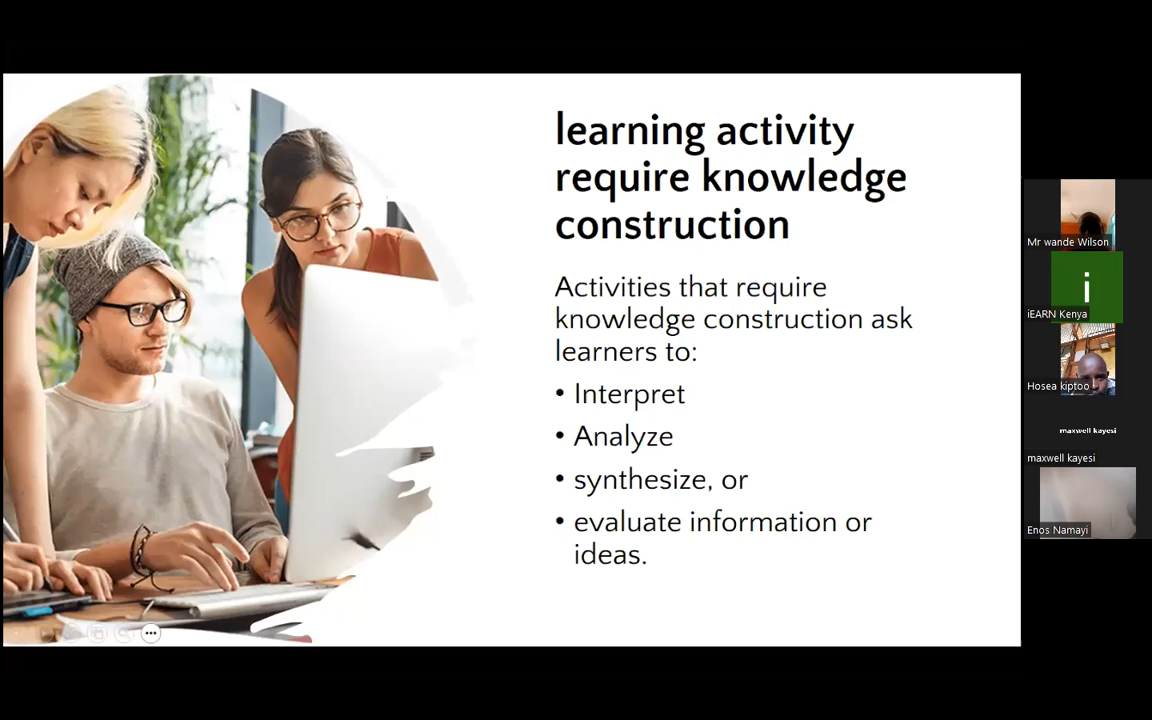 learning activity
require knowledge
construction
Activities that require
knowledge construction ask
learners to:
• Interpret
• Analyze
• synthesize, or
• evaluate information or
ideas.
Mr wande Wilson
i
iEARN Kenya
Hosea kiptoo
maxwell kayesi
maxwell kayesi
Enos Namayi